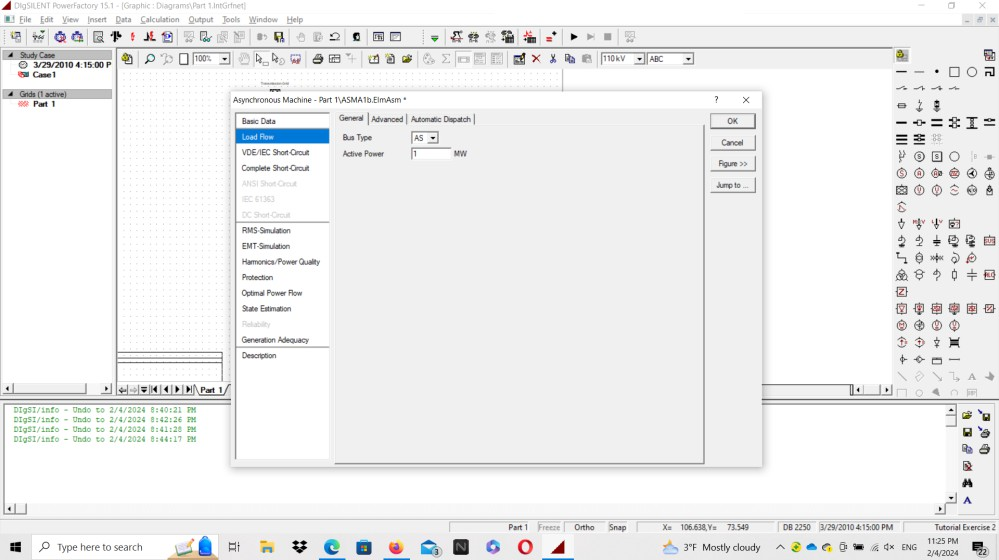 DIgSILENT PowerFactory 15.1 - [Graphic : Diagrams\Part 1.IntGrfnet]
File Edit View Insert Data Calculation Output Tools Window Help
100% 110 kV ABC
Study Case
3/29/2010 4:15:00 P
Case1
Grids (1 active)
Part 1
Asynchronous Machine - Part 1\ASMA1b.ElmAsm *
Basic Data
Load Flow
VDE/IEC Short-Circuit
Complete Short-Circuit
ANSI Short-Circuit
IEC 61363
DC Short-Circuit
RMS-Simulation
EMT-Simulation
Harmonics/Power Quality
Protection
Optimal Power Flow
State Estimation
Reliability
Generation Adequacy
Description
General Advanced Automatic Dispatch
Bus Type AS
Active Power 1 MW
OK
Cancel
Figure >>
Jump to ...
Part 1
DIgSI/info - Undo to 2/4/2024 8:40:21 PM
DIgSI/info - Undo to 2/4/2024 8:42:26 PM
DIgSI/info - Undo to 2/4/2024 8:41:28 PM
DIgSI/info - Undo to 2/4/2024 8:44:17 PM
Part 1 Freeze Ortho Snap X= 106.638,Y= 73.549 DB 2250 3/29/2010 4:15:00 PM Tutorial Exercise 2
Type here to search
3°F Mostly cloudy
ENG
11:25 PM
2/4/2024
22